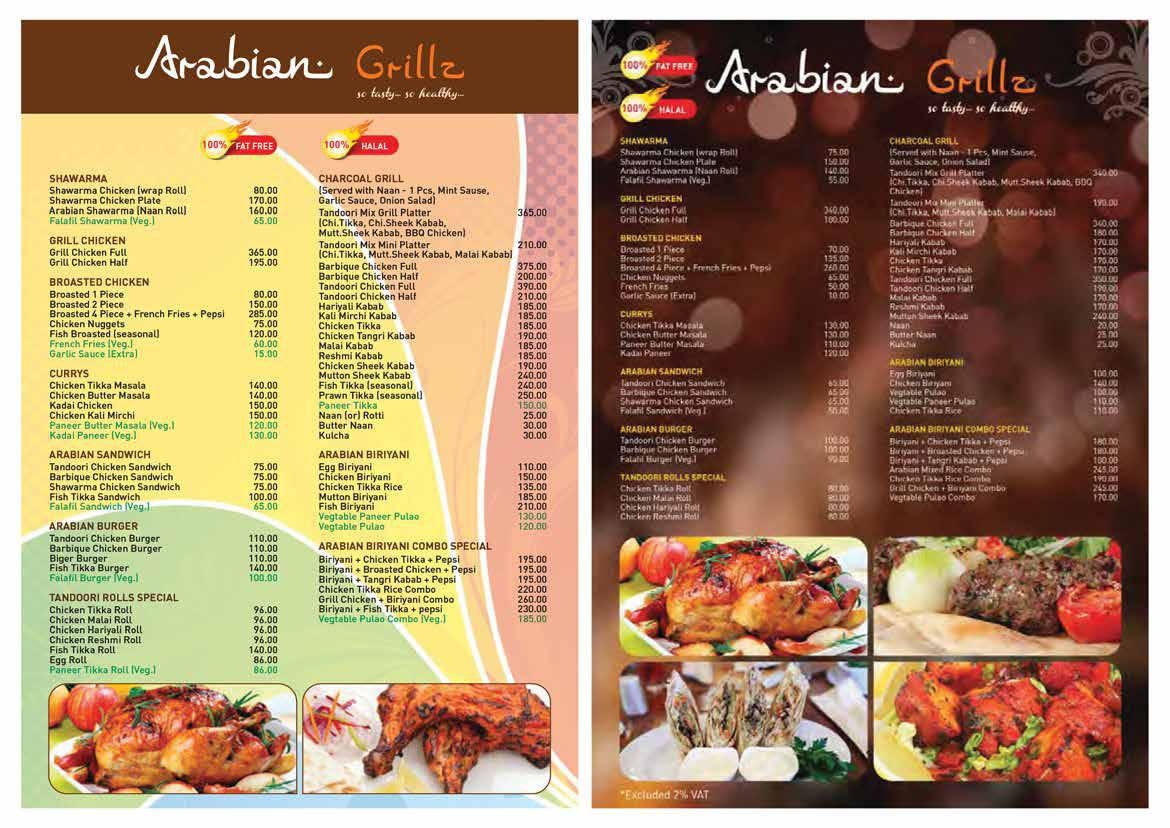 Arabian Grillz
so tasty... so healthy...
100% FAT FREE
100% HALAL
SHAWARMA
Shawarma Chicken (wrap Roll) 80.00
Shawarma Chicken Plate 170.00
Arabian Shawarma (Naan Roll) 160.00
Falafil Shawarma (Veg.) 65.00
GRILL CHICKEN
Grill Chicken Full 365.00
Grill Chicken Half 195.00
BROASTED CHICKEN
Broasted 1 Piece 80.00
Broasted 2 Piece 150.00
Broasted 4 Piece + French Fries + Pepsi 285.00
Chicken Nuggets 75.00
Fish Broasted (seasonal) 120.00
French Fries (Veg.) 60.00
Garlic Sauce (Extra) 15.00
CURRYS
Chicken Tikka Masala 140.00
Chicken Butter Masala 140.00
Kadai Chicken 150.00
Chicken Kali Mirchi 150.00
Paneer Butter Masala (Veg.) 120.00
Kadai Paneer (Veg.) 130.00
ARABIAN SANDWICH
Tandoori Chicken Sandwich 75.00
Barbique Chicken Sandwich 75.00
Shawarma Chicken Sandwich 75.00
Fish Tikka Sandwich 100.00
Falafil Sandwich (Veg.) 65.00
ARABIAN BURGER
Tandoori Chicken Burger 110.00
Barbique Chicken Burger 110.00
Biger Burger 110.00
Fish Tikka Burger 140.00
Falafil Burger (Veg.) 100.00
TANDOORI ROLLS SPECIAL
Chicken Tikka Roll 96.00
Chicken Malai Roll 96.00
Chicken Hariyali Roll 96.00
Chicken Reshmi Roll 96.00
Fish Tikka Roll 140.00
Egg Roll 86.00
Paneer Tikka Roll (Veg.) 86.00
CHARCOAL GRILL
(Served with Naan - 1 Pcs, Mint Sause,
Garlic Sauce, Onion Salad)
Tandoori Mix Grill Platter 365.00
(Chi.Tikka, Chi.Sheek Kabab,
Mutt.Sheek Kabab, BBQ Chicken)
Tandoori Mix Mini Platter 210.00
(Chi.Tikka, Mutt.Sheek Kabab, Malai Kabab)
Barbique Chicken Full 375.00
Barbique Chicken Half 200.00
Tandoori Chicken Full 390.00
Tandoori Chicken Half 210.00
Hariyali Kabab 185.00
Kali Mirchi Kabab 185.00
Chicken Tikka 185.00
Chicken Tangri Kabab 190.00
Malai Kabab 185.00
Reshmi Kabab 185.00
Chicken Sheek Kabab 190.00
Mutton Sheek Kabab 240.00
Fish Tikka (seasonal) 240.00
Prawn Tikka (seasonal) 250.00
Paneer Tikka 150.00
Naan (or) Rotti 25.00
Butter Naan 30.00
Kulcha 30.00
ARABIAN BIRIYANI
Egg Biriyani 110.00
Chicken Biriyani 150.00
Chicken Tikka Rice 135.00
Mutton Biriyani 185.00
Fish Biriyani 210.00
Vegtable Paneer Pulao 130.00
Vegtable Pulao 120.00
ARABIAN BIRIYANI COMBO SPECIAL
Biriyani + Chicken Tikka + Pepsi 195.00
Biriyani + Broasted Chicken + Pepsi 195.00
Biriyani + Tangri Kabab + Pepsi 195.00
Chicken Tikka Rice Combo 220.00
Grill Chicken + Biriyani Combo 260.00
Biriyani + Fish Tikka + pepsi 230.00
Vegtable Pulao Combo (Veg.) 185.00
100% FAT FREE
100% HALAL
Arabian Grillz
so tasty... so healthy...
SHAWARMA
Shawarma Chicken (wrap Roll) 75.00
Shawarma Chicken Plate 150.00
Arabian Shawarma (Naan Roll) 140.00
Falafil Shawarma (Veg.) 55.00
GRILL CHICKEN
Grill Chicken Full 340.00
Grill Chicken Half 180.00
BROASTED CHICKEN
Broasted 1 Piece 70.00
Broasted 2 Piece 135.00
Broasted 4 Piece + French Fries + Pepsi 260.00
Chicken Nuggets 65.00
French Fries 50.00
Garlic Sauce (Extra) 10.00
CURRYS
Chicken Tikka Masala 130.00
Chicken Butter Masala 130.00
Paneer Butter Masala 110.00
Kadai Paneer 120.00
ARABIAN SANDWICH
Tandoori Chicken Sandwich 65.00
Barbique Chicken Sandwich 65.00
Shawarma Chicken Sandwich 65.00
Falafil Sandwich (Veg.)
ARABIAN BURGER
Tandoori Chicken Burger 100.00
Barbique Chicken Burger 100.00
Falafil Burger (Veg.) 90.00
TANDOORI ROLLS SPECIAL
Chicken Tikka Roll 80.00
Chicken Malai Roll 80.00
Chicken Hariyali Roll 80.00
Chicken Reshmi Roll 80.00
CHARCOAL GRILL
(Served with Naan - 1 Pcs, Mint Sause,
Garlic Sauce, Onion Salad)
Tandoori Mix Grill Platter 340.00
(Chi.Tikka, Chi.Sheek Kabab, Mutt.Sheek Kabab, BBQ
Chicken)
Tandoori Mix Mini Platter 190.00
(Chi.Tikka, Mutt.Sheek Kabab, Malai Kabab)
Barbique Chicken Full 340.00
Barbique Chicken Half 180.00
Hariyali Kabab 170.00
Kali Mirchi Kabab 170.00
Chicken Tikka 170.00
Chicken Tangri Kabab 170.00
Tandoori Chicken Full 350.00
Tandoori Chicken Half 190.00
Malai Kabab 170.00
Reshmi Kabab 170.00
Mutton Sheek Kabab 240.00
Naan 20.00
Butter Naan 25.00
Kulcha 25.00
ARABIAN BIRIYANI
Egg Biriyani 100.00
Chicken Biriyani 140.00
Vegtable Pulao 100.00
Vegtable Paneer Pulao 110.00
Chicken Tikka Rice 110.00
ARABIAN BIRIYANI COMBO SPECIAL
Biriyani + Chicken Tikka + Pepsi 180.00
Biriyani + Broasted Chicken + Pepsi 180.00
Biriyani + Tangri Kabab + Pepsi 180.00
Arabian Mixed Rice Combo 245.00
Chicken Tikka Rice Combo 190.00
Grill Chicken + Biriyani Combo 245.00
Vegtable Pulao Combo 170.00
*Excluded 2% VAT